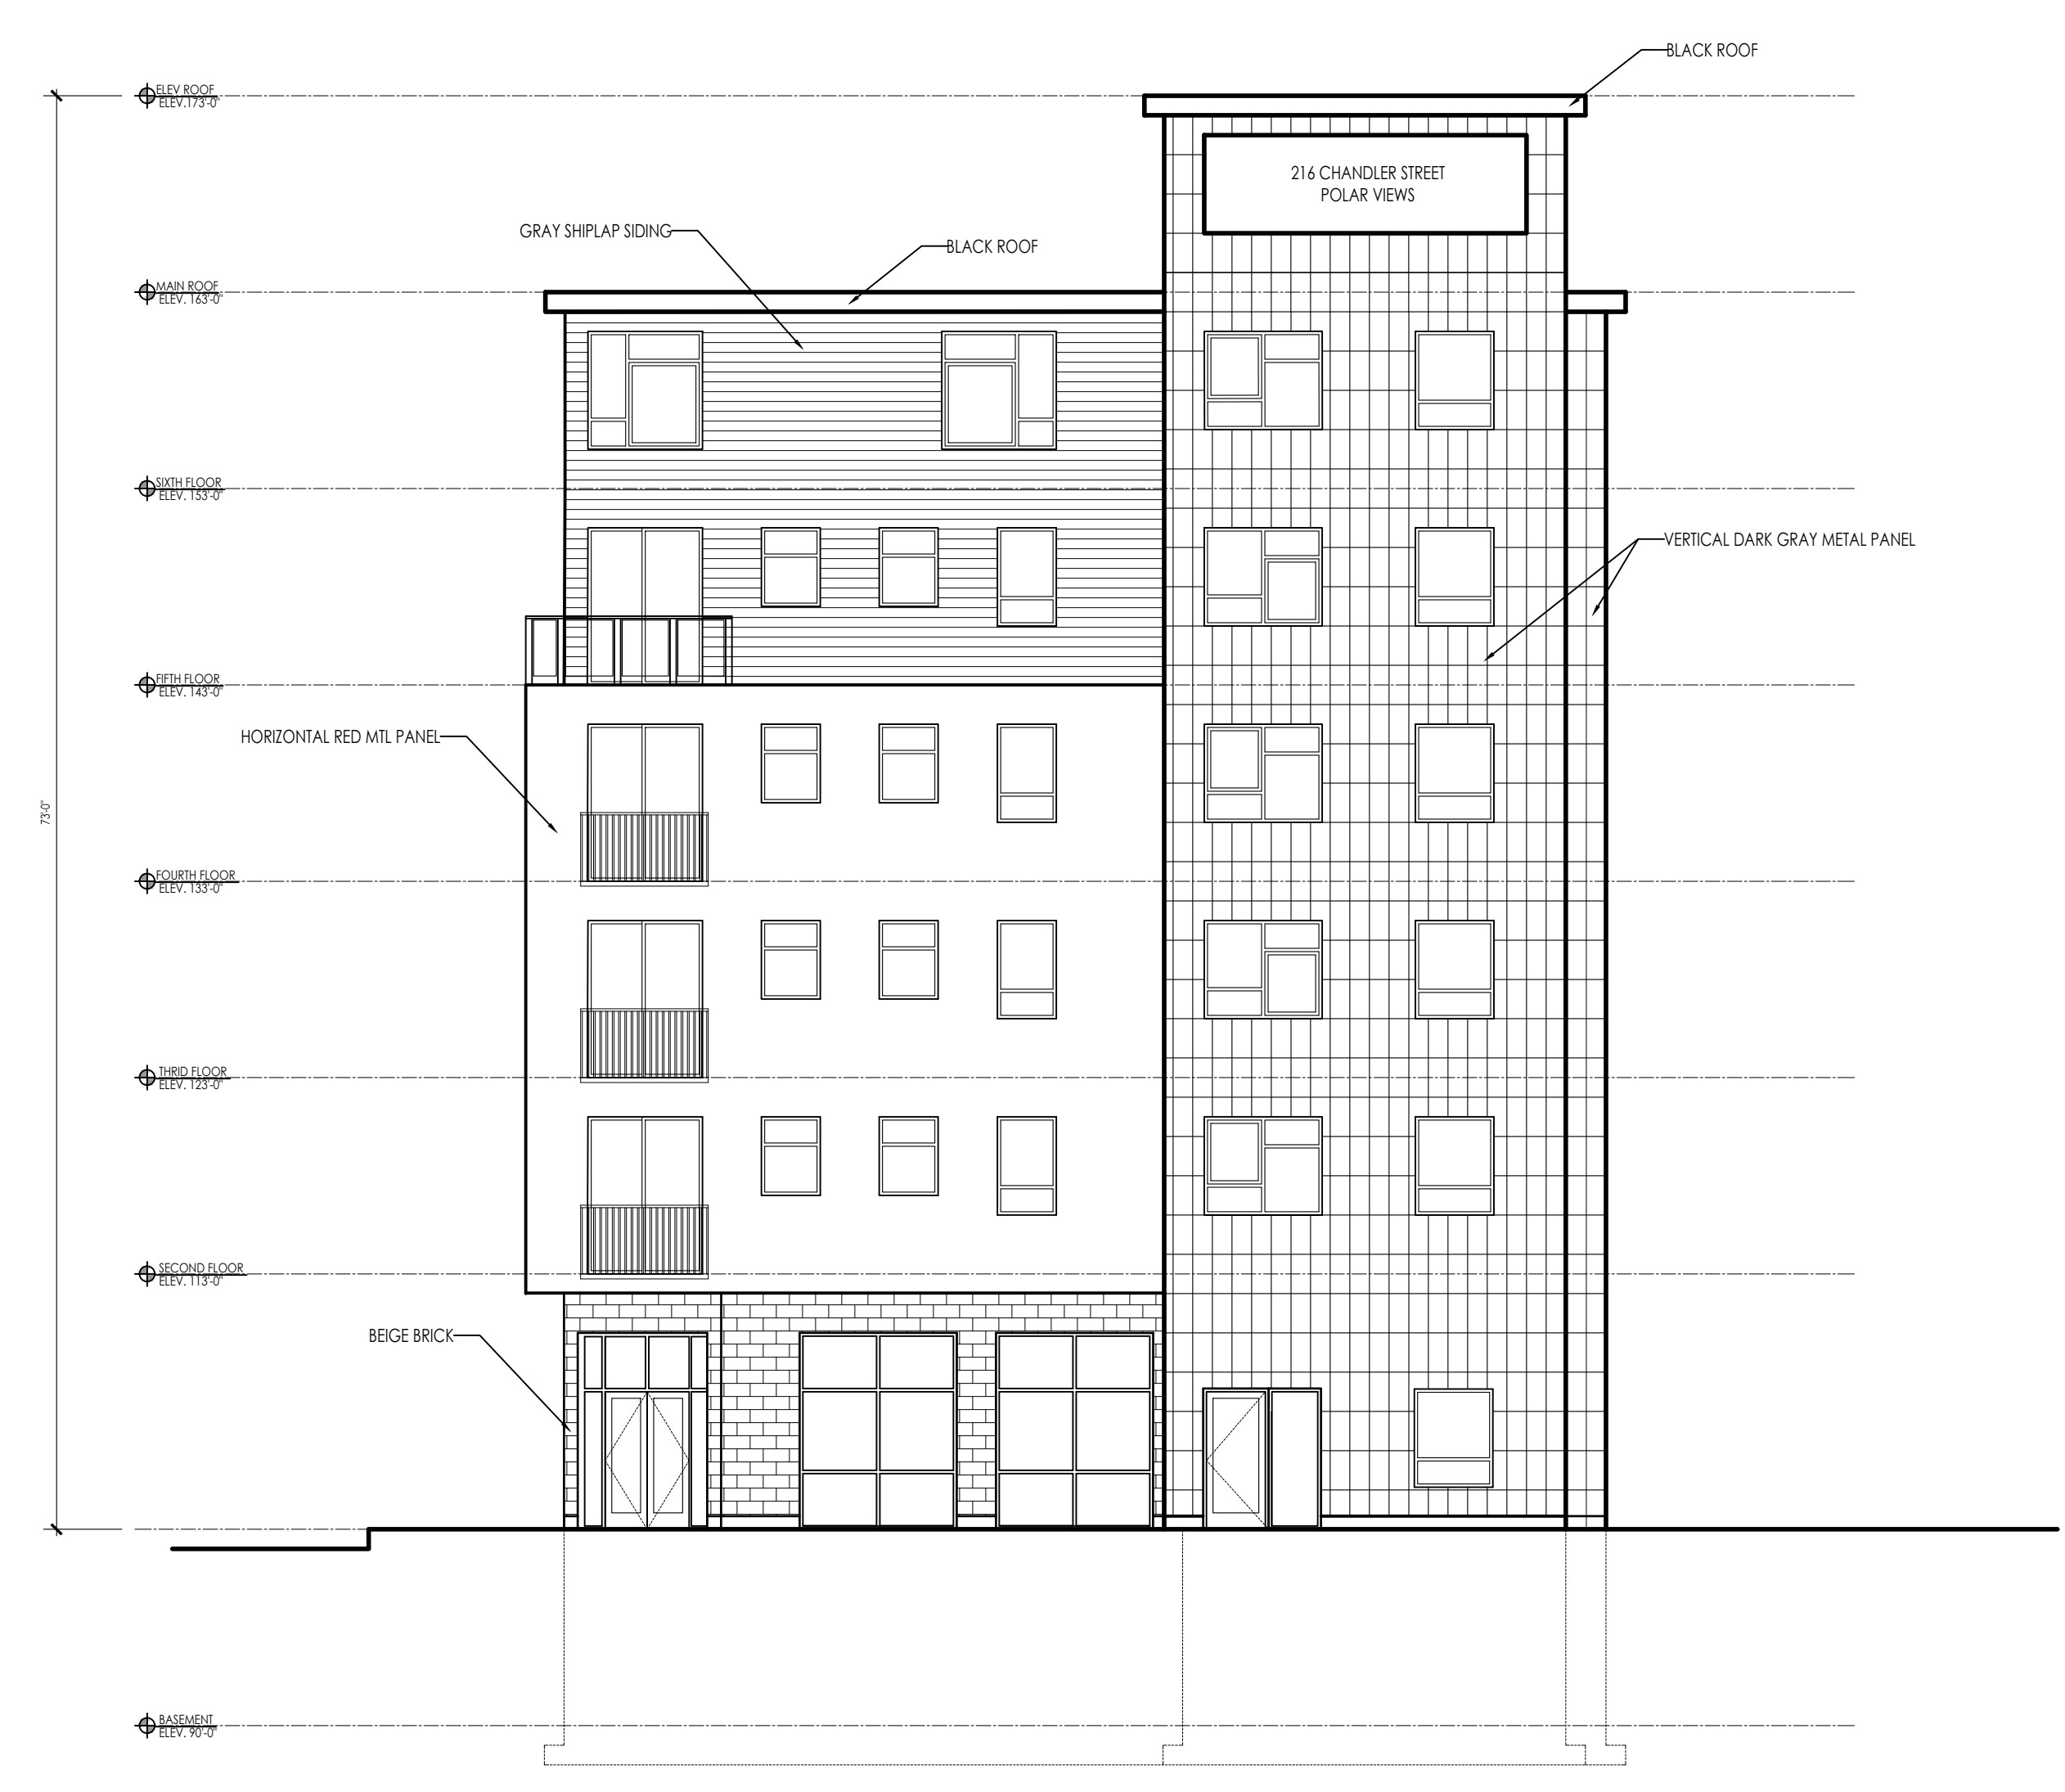 BLACK ROOF
ELEV ROOF
ELEV.173'-0"
216 CHANDLER STREET
POLAR VIEWS
GRAY SHIPLAP SIDING
BLACK ROOF
MAIN ROOF
ELEV. 163'-0"
SIXTH FLOOR
ELEV. 153'-0"
VERTICAL DARK GRAY METAL PANEL
FIFTH FLOOR
ELEV. 143'-0"
HORIZONTAL RED MTL PANEL
73'-0"
FOURTH FLOOR
ELEV. 133'-0"
THRID FLOOR
ELEV. 123'-0"
SECOND FLOOR
ELEV. 113'-0"
BEIGE BRICK
BASEMENT
ELEV. 90'-0"